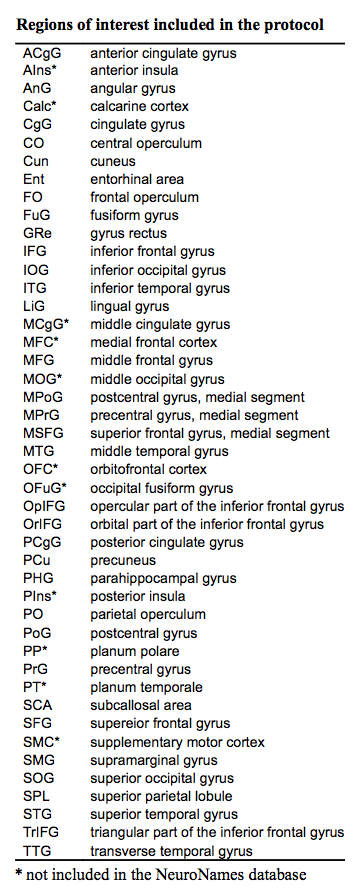 Regions of interest included in the protocol
ACgG anterior cingulate gyrus
AIns* anterior insula
AnG angular gyrus
Calc* calcarine cortex
CgG cingulate gyrus
CO central operculum
Cun cuneus
Ent entorhinal area
FO frontal operculum
FuG fusiform gyrus
GRe gyrus rectus
IFG inferior frontal gyrus
IOG inferior occipital gyrus
ITG inferior temporal gyrus
LiG lingual gyrus
MCgG* middle cingulate gyrus
MFC* medial frontal cortex
MFG middle frontal gyrus
MOG* middle occipital gyrus
MPoG postcentral gyrus, medial segment
MPrG precentral gyrus, medial segment
MSFG superior frontal gyrus, medial segment
MTG middle temporal gyrus
OFC* orbitofrontal cortex
OFuG* occipital fusiform gyrus
OpIFG opercular part of the inferior frontal gyrus
OrIFG orbital part of the inferior frontal gyrus
PCgG posterior cingulate gyrus
PCu precuneus
PHG parahippocampal gyrus
PIns* posterior insula
PO parietal operculum
PoG postcentral gyrus
PP* planum polare
PrG precentral gyrus
PT* planum temporale
SCA subcallosal area
SFG supereior frontal gyrus
SMC* supplementary motor cortex
SMG supramarginal gyrus
SOG superior occipital gyrus
SPL superior parietal lobule
STG superior temporal gyrus
TrIFG triangular part of the inferior frontal gyrus
TTG transverse temporal gyrus
* not included in the NeuroNames database